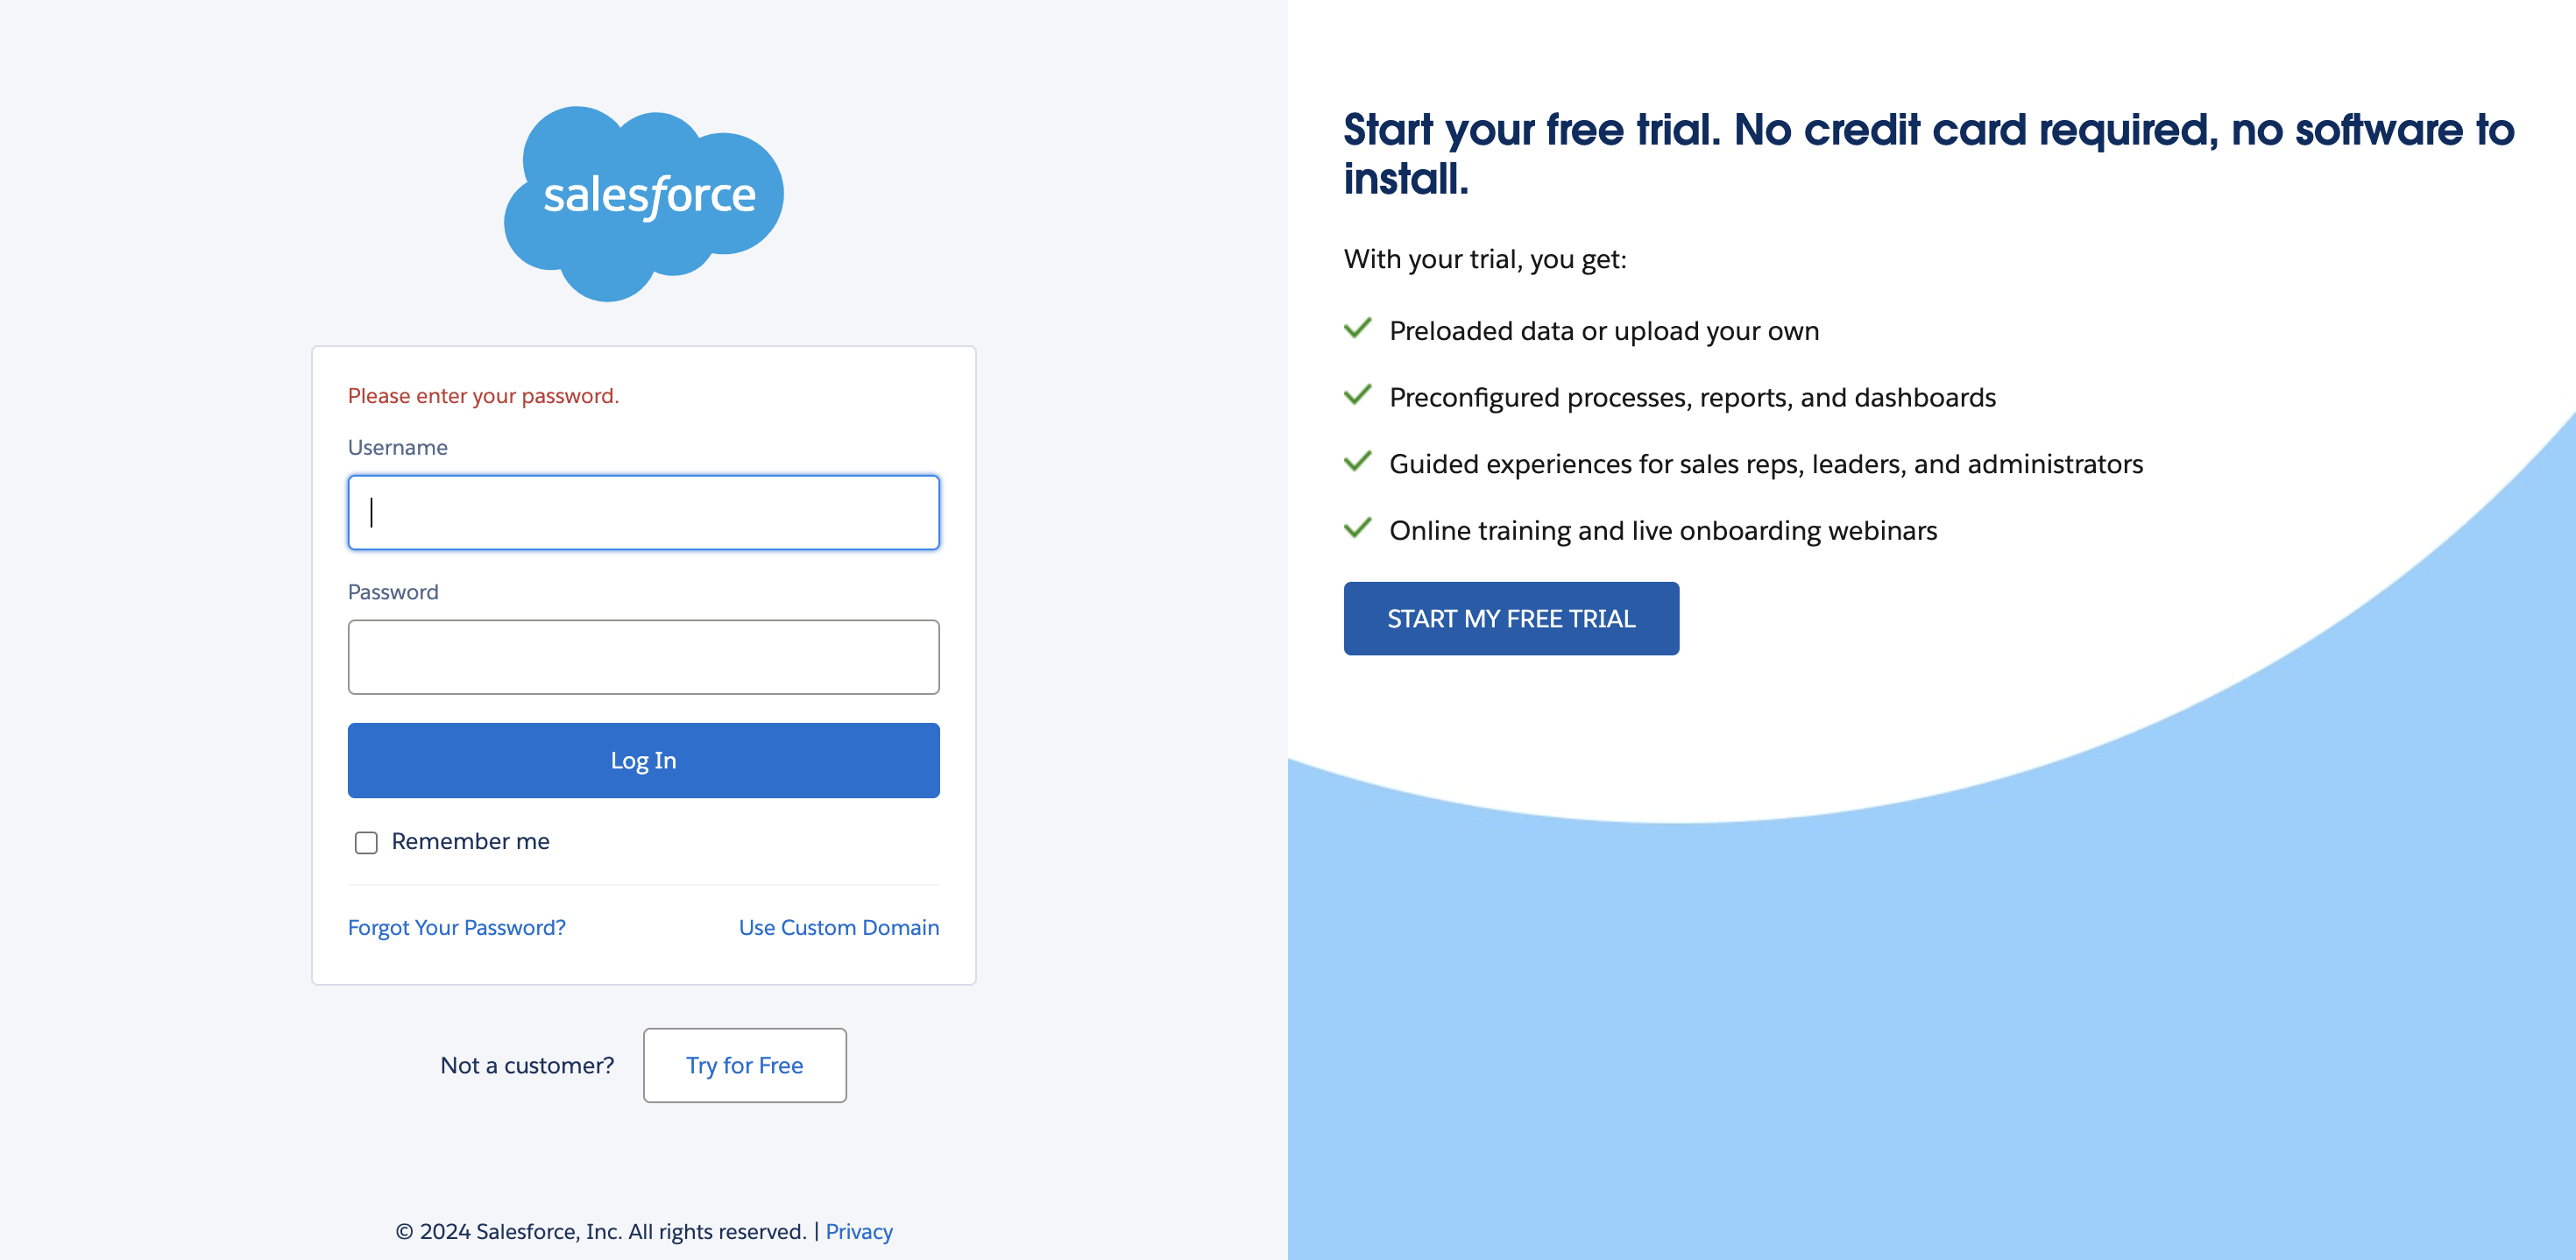 salesforce
Please enter your password.
Username
Password
Log In
Remember me
Forgot Your Password?
Use Custom Domain
Not a customer?
Try for Free
© 2024 Salesforce, Inc. All rights reserved. | Privacy
Start your free trial. No credit card required, no software to
install.
With your trial, you get:
Preloaded data or upload your own
Preconfigured processes, reports, and dashboards
Guided experiences for sales reps, leaders, and administrators
Online training and live onboarding webinars
START MY FREE TRIAL